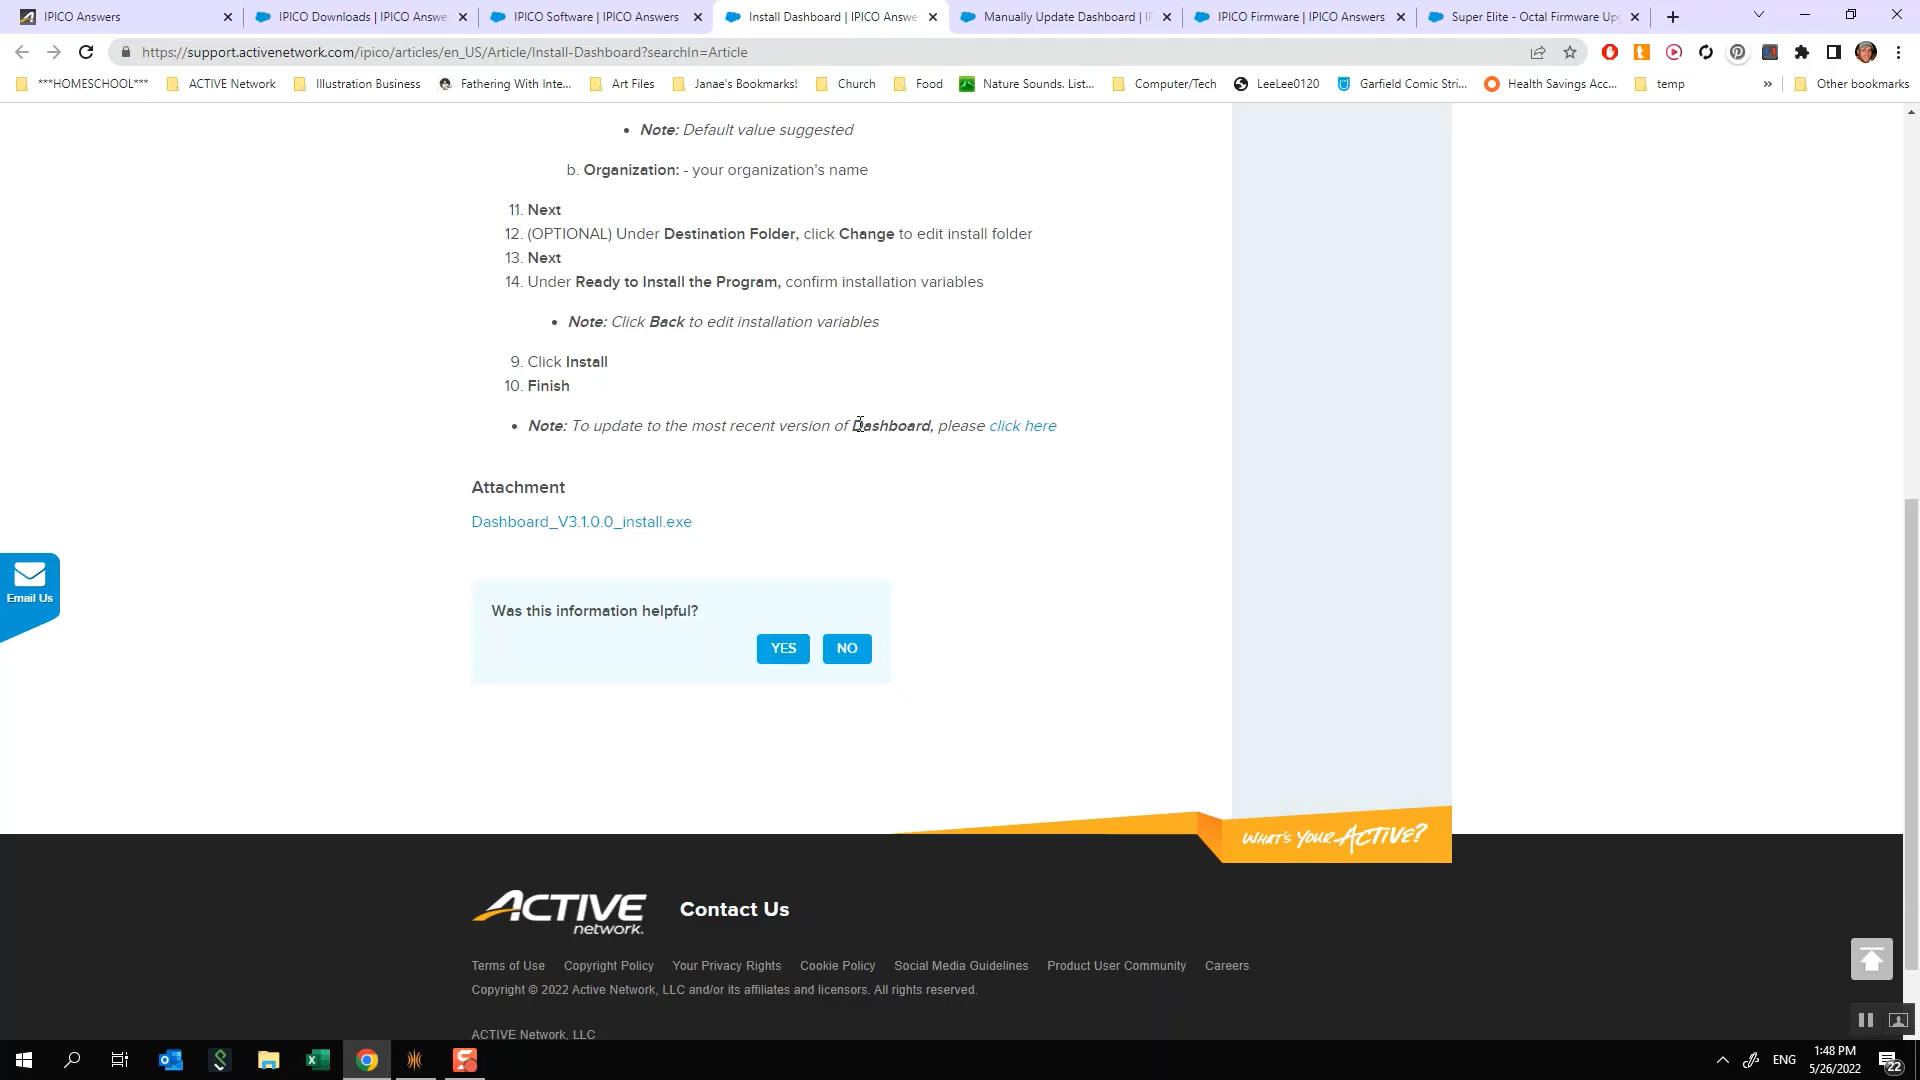 IPICO Answers
IPICO Downloads | IPICO Answe
IPICO Software | IPICO Answers
Install Dashboard | IPICO Answe
Manually Update Dashboard | IP
IPICO Firmware | IPICO Answers
Super Elite - Octal Firmware Upg
https://support.activenetwork.com/ipico/articles/en_US/Article/Install-Dashboard?searchIn=Article
***HOMESCHOOL***
ACTIVE Network
Illustration Business
Fathering With Inte...
Art Files
Janae's Bookmarks!
Church
Food
Nature Sounds. List...
Computer/Tech
LeeLee0120
Garfield Comic Stri...
Health Savings Acc...
temp
»
Other bookmarks
• Note: Default value suggested
b. Organization: - your organization's name
11. Next
12. (OPTIONAL) Under Destination Folder, click Change to edit install folder
13. Next
14. Under Ready to Install the Program, confirm installation variables
• Note: Click Back to edit installation variables
9. Click Install
10. Finish
• Note: To update to the most recent version of Dashboard, please click here
Attachment
Dashboard_V3.1.0.0_install.exe
Email Us
Was this information helpful?
YES
NO
WHAT'S YOUR ACTIVE?
ACTIVE network.
Contact Us
Terms of Use
Copyright Policy
Your Privacy Rights
Cookie Policy
Social Media Guidelines
Product User Community
Careers
Copyright © 2022 Active Network, LLC and/or its affiliates and licensors. All rights reserved.
ACTIVE Network, LLC
ENG
1:48 PM
5/26/2022
22